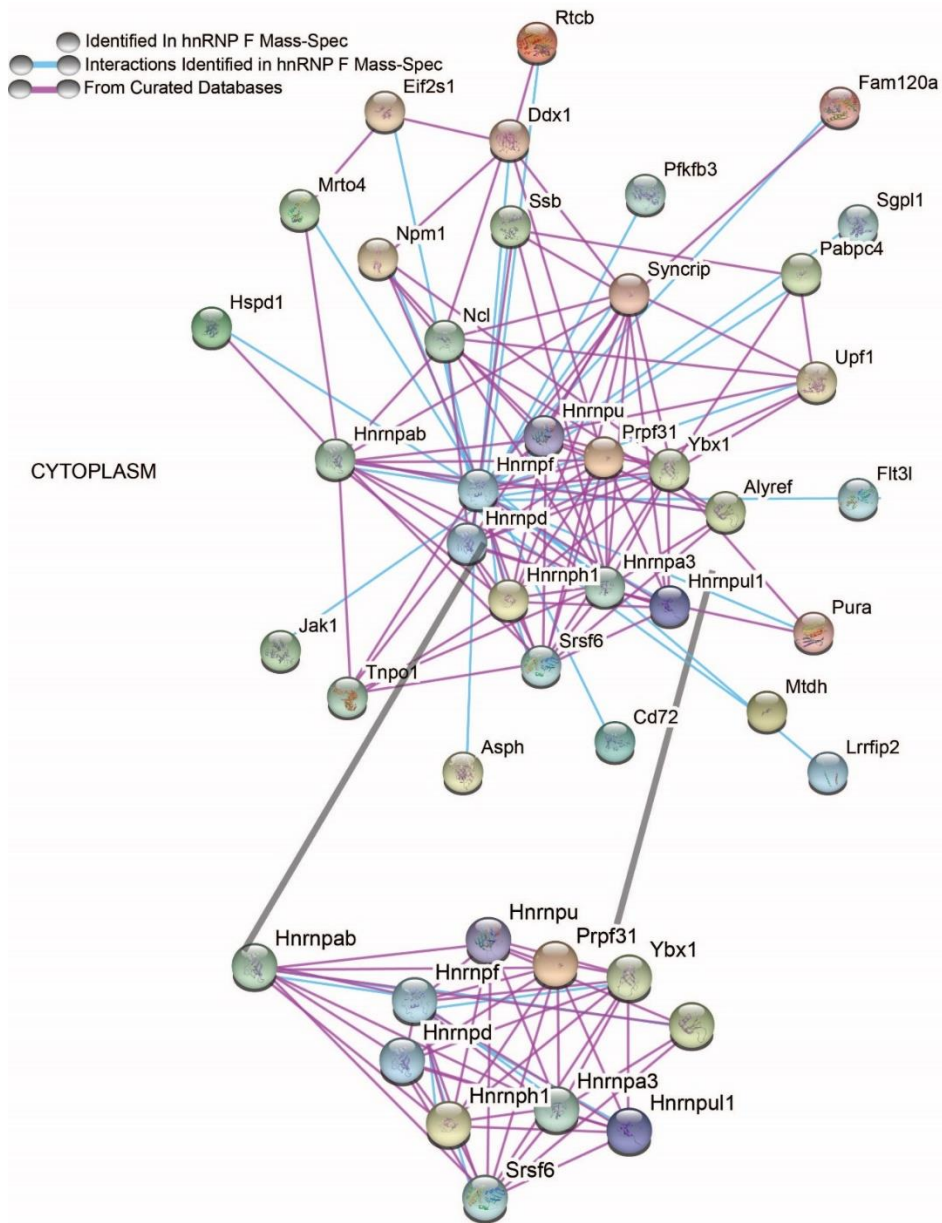 Rtcb
Identified In hnRNP F Mass-Spec
Interactions Identified in hnRNP F Mass-Spec
From Curated Databases
Eif2s1
Fam120a
Ddx1
Pfkfb3
Mrto4
Ssb
Sgpl1
Npm1
Pabpc4
Syncrip
Hspd1
Ncl
Upf1
Hnrnpu
Hnrnpab
Prpf31
Ybx1
CYTOPLASM
Hnrnpf
Alyref
Flt3l
Hnrnpd
Hnrnph1
Hnrnpa3
Hnrnpul1
Pura
Jak1
Srsf6
Tnpo1
Mtdh
Cd72
Asph
Lrrfip2
Hnrnpu
Hnrnpab
Prpf31
Ybx1
Hnrnpf
Hnrnpd
Hnrnph1
Hnrnpa3
Hnrnpul1
Srsf6